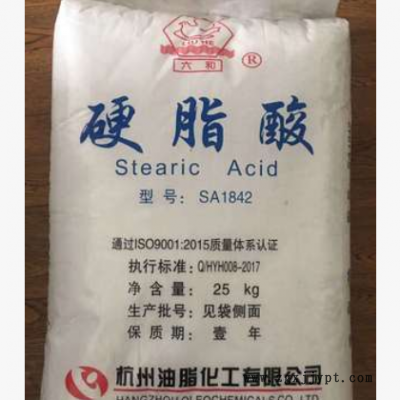 六和 ®
硬脂酸
Stearic Acid
型号: SA1842
通过ISO9001:2015质量体系认证
执行标准: Q/HYH008-2017
净含量: 25 kg
生产批号: 见袋侧面
保质期: 壹年
杭州油脂化工有限公司
HANGZHOU OLEOCHEMICALS CO.,LTD